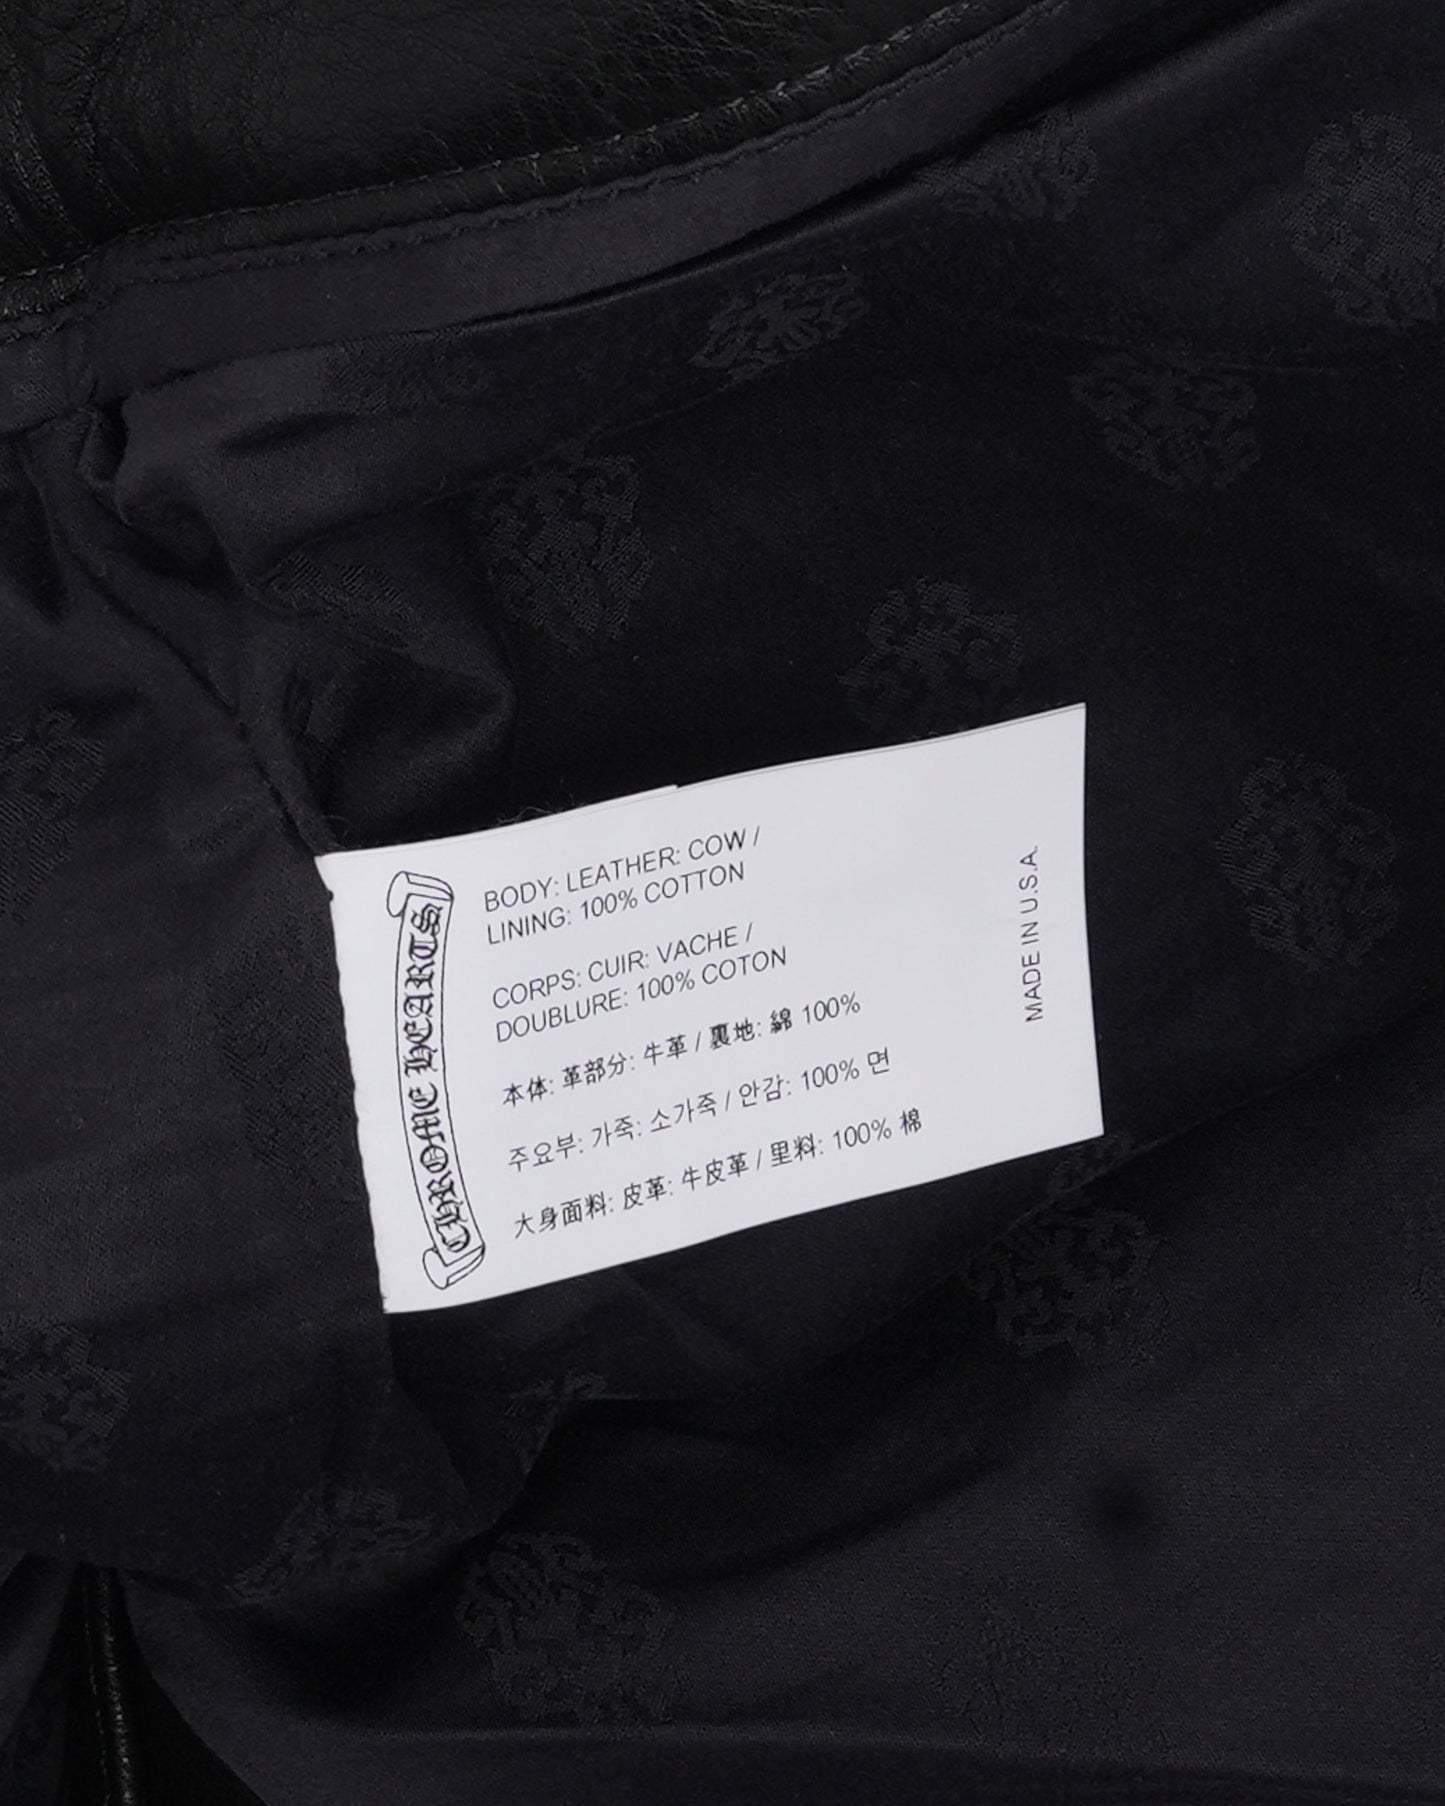 CHROME HEARTS
BODY: LEATHER: COW /
LINING: 100% COTTON
CORPS: CUIR: VACHE /
DOUBLURE: 100% COTON
本体: 革部分: 牛革 / 裏地: 綿 100%
주요부: 가죽: 소가죽 / 안감: 100% 면
大身面料: 皮革: 牛皮革 / 里料: 100% 棉
MADE IN U.S.A.